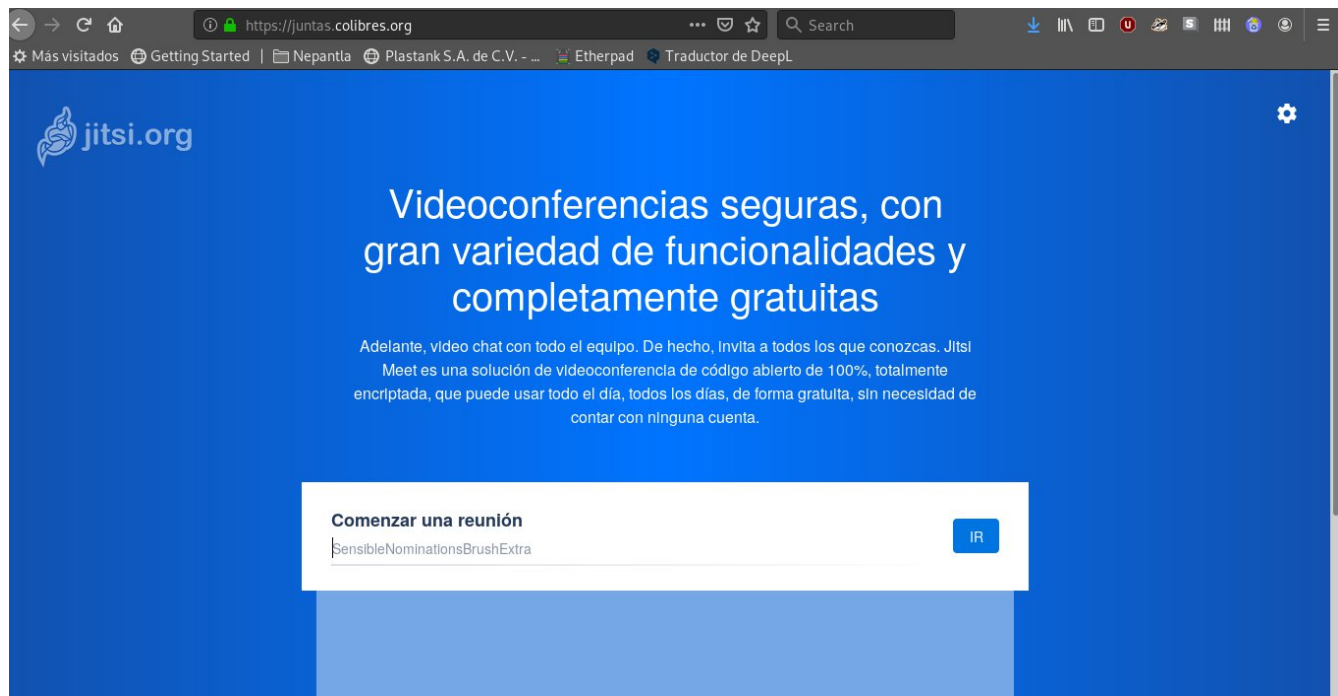 https://juntas.colibres.org
Search
Más visitados Getting Started Nepantla Plastank S.A. de C.V. - ... Etherpad Traductor de DeepL
jitsi.org
Videoconferencias seguras, con
gran variedad de funcionalidades y
completamente gratuitas
Adelante, video chat con todo el equipo. De hecho, invita a todos los que conozcas. Jitsi
Meet es una solución de videoconferencia de código abierto de 100%, totalmente
encriptada, que puede usar todo el día, todos los días, de forma gratuita, sin necesidad de
contar con ninguna cuenta.
Comenzar una reunión
SensibleNominationsBrushExtra
IR